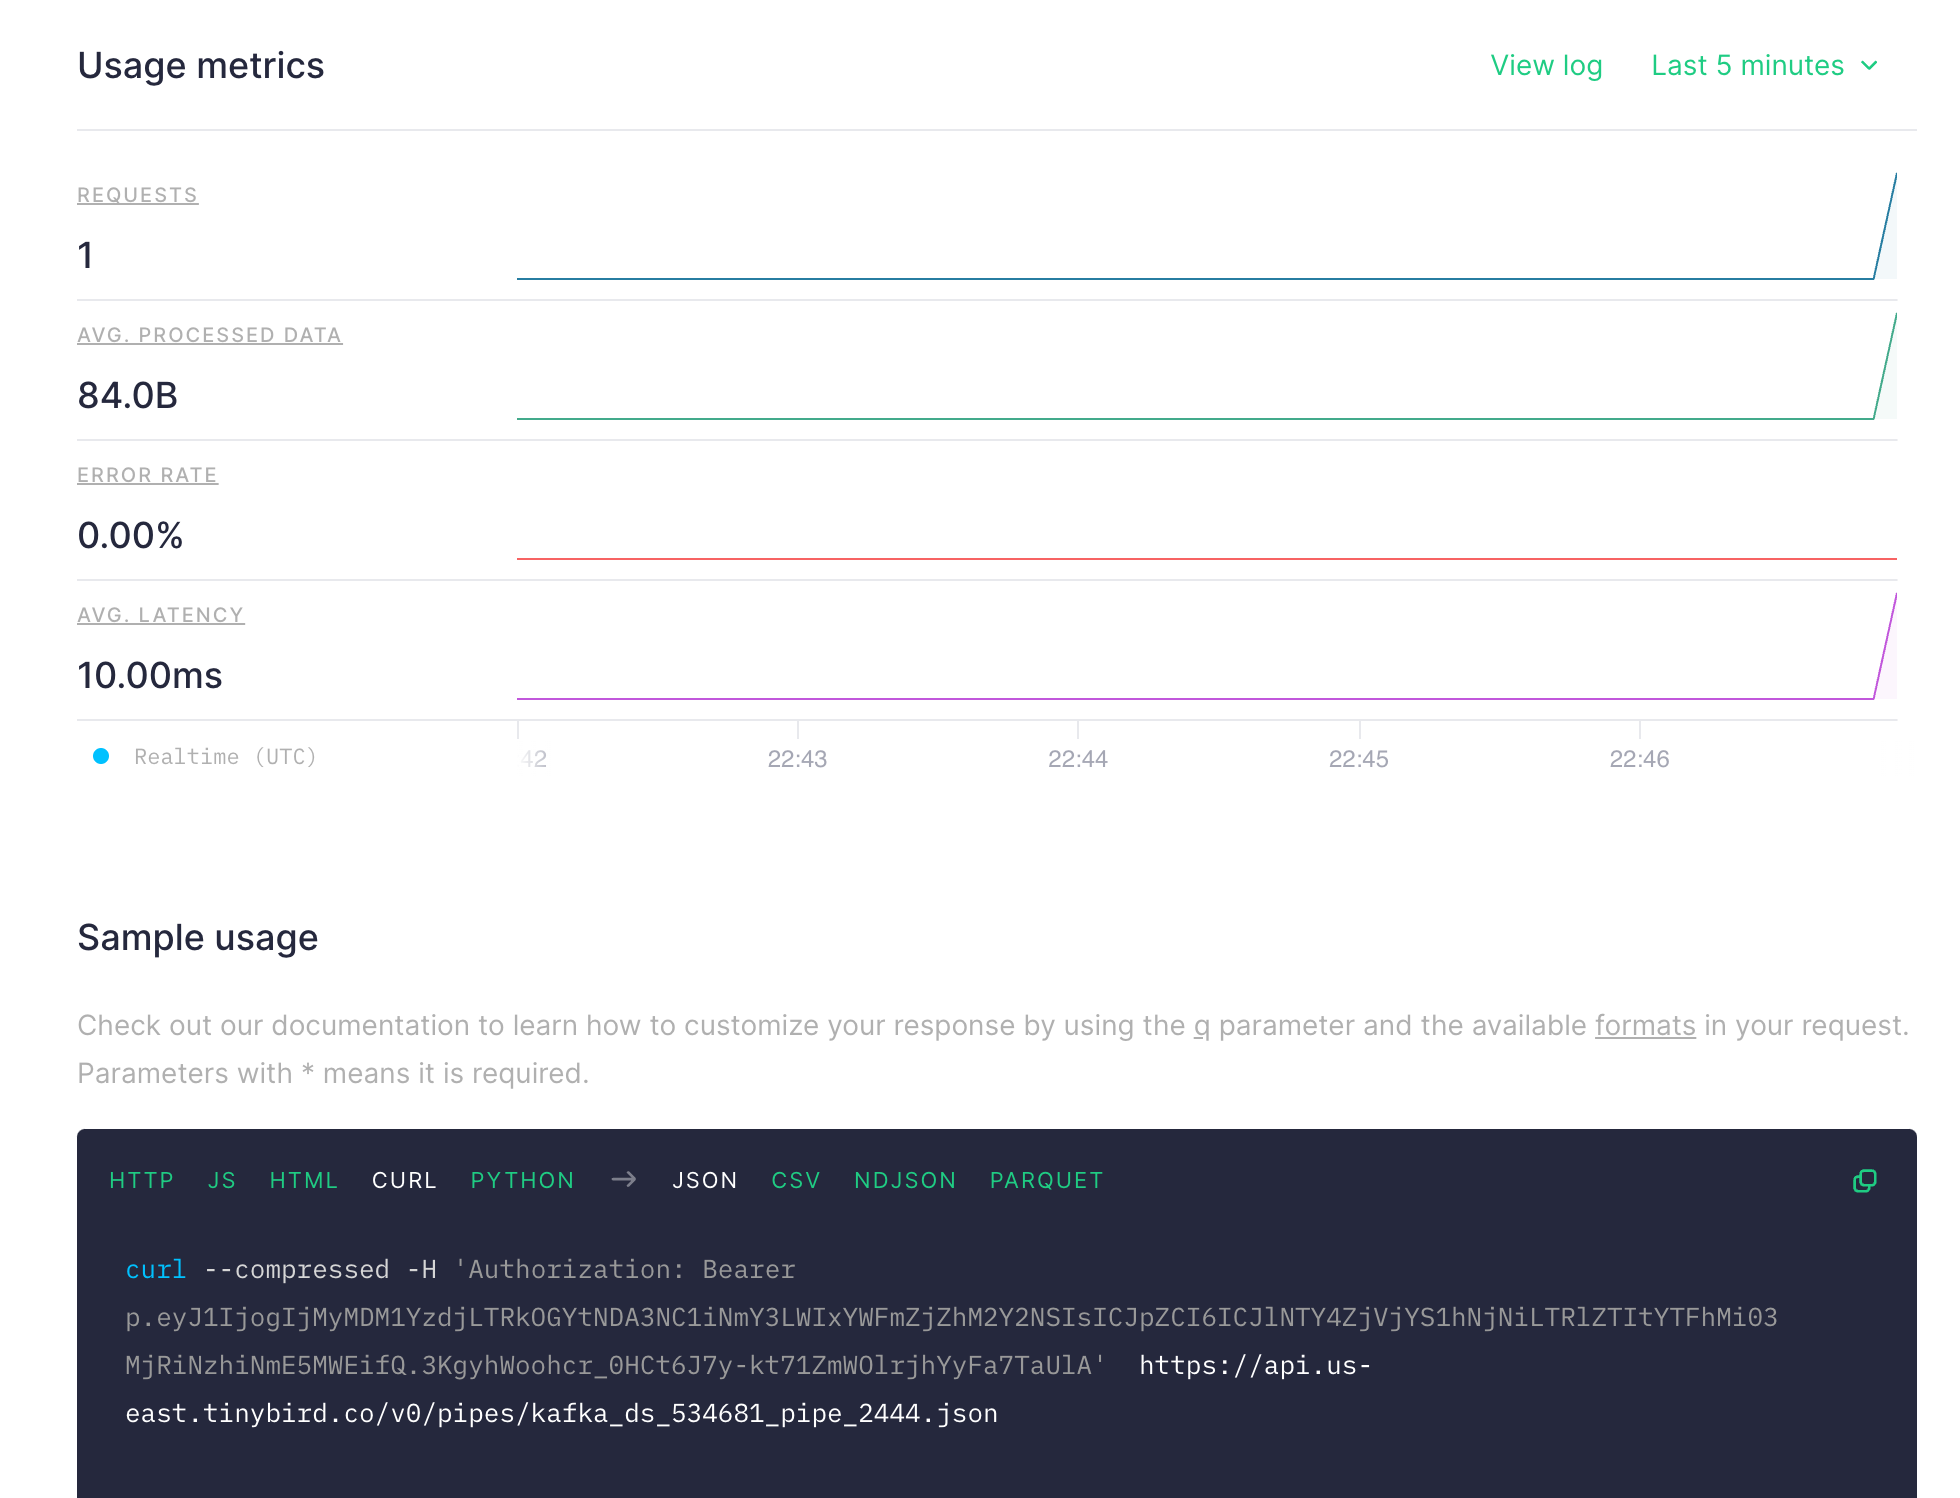 Usage metrics
View log
Last 5 minutes
REQUESTS
1
AVG. PROCESSED DATA
84.0B
ERROR RATE
0.00%
AVG. LATENCY
10.00ms
Realtime (UTC)
42 22:43 22:44 22:45 22:46
Sample usage
Check out our documentation to learn how to customize your response by using the q parameter and the available formats in your request.
Parameters with * means it is required.
HTTP JS HTML CURL PYTHON → JSON CSV NDJSON PARQUET
curl --compressed -H 'Authorization: Bearer
p.eyJ1IjogIjMyMDM1YzdjLTRkOGYtNDA3NC1iNmY3LWIxYWFmZjZhM2Y2NSIsICJpZCI6ICJlNTY4ZjVjYS1hNjNiLTRlZTItYTFhMi03
MjRiNzhiNmE5MWEifQ.3KgyhWoohcr_0HCt6J7y-kt71ZmWOlrjhYyFa7TaUlA' https://api.us-
east.tinybird.co/v0/pipes/kafka_ds_534681_pipe_2444.json